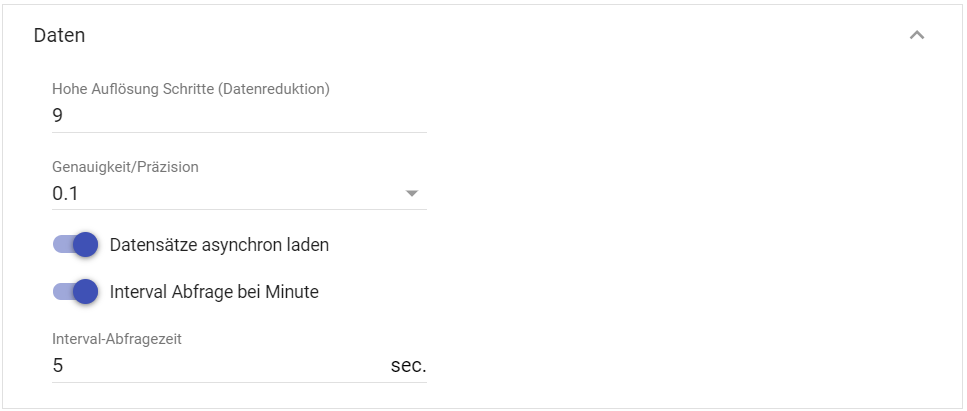 Daten
Hohe Auflösung Schritte (Datenreduktion)
9
Genauigkeit/Präzision
0.1
Datensätze asynchron laden
Interval Abfrage bei Minute
Interval-Abfragezeit
5 sec.